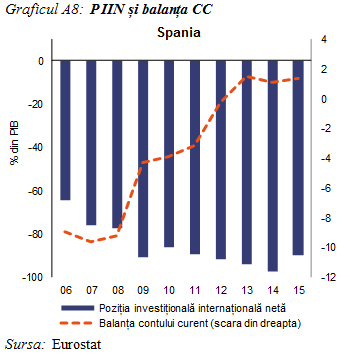 Graficul A8: PIIN și balanța CC
Spania
0
-20
-40
-60
-80
-100
% din PIB
4
2
0
-2
-4
-6
-8
-10
-12
06 07 08 09 10 11 12 13 14 15
Poziția investițională internațională netă
Balanța contului curent (scara din dreapta)
Sursa: Eurostat